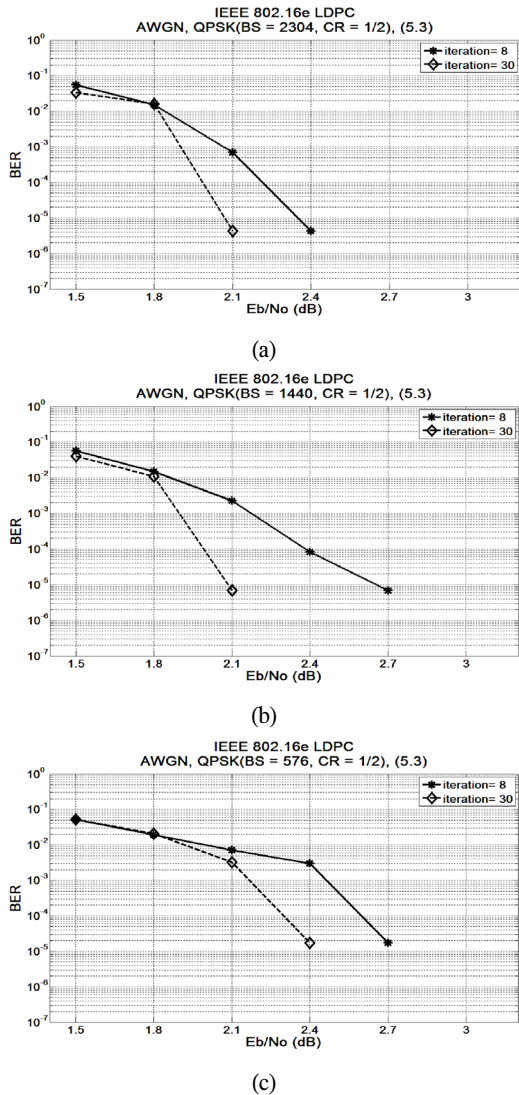 IEEE 802.16e LDPC
AWGN, QPSK(BS = 2304, CR = 1/2), (5.3)
10^0
10^-1
10^-2
10^-3
10^-4
10^-5
10^-6
10^-7
BER
iteration= 8
iteration= 30
1.5 1.8 2.1 2.4 2.7 3
Eb/No (dB)
(a)
IEEE 802.16e LDPC
AWGN, QPSK(BS = 1440, CR = 1/2), (5.3)
10^0
10^-1
10^-2
10^-3
10^-4
10^-5
10^-6
10^-7
BER
iteration= 8
iteration= 30
1.5 1.8 2.1 2.4 2.7 3
Eb/No (dB)
(b)
IEEE 802.16e LDPC
AWGN, QPSK(BS = 576, CR = 1/2), (5.3)
10^0
10^-1
10^-2
10^-3
10^-4
10^-5
10^-6
10^-7
BER
iteration= 8
iteration= 30
1.5 1.8 2.1 2.4 2.7 3
Eb/No (dB)
(c)